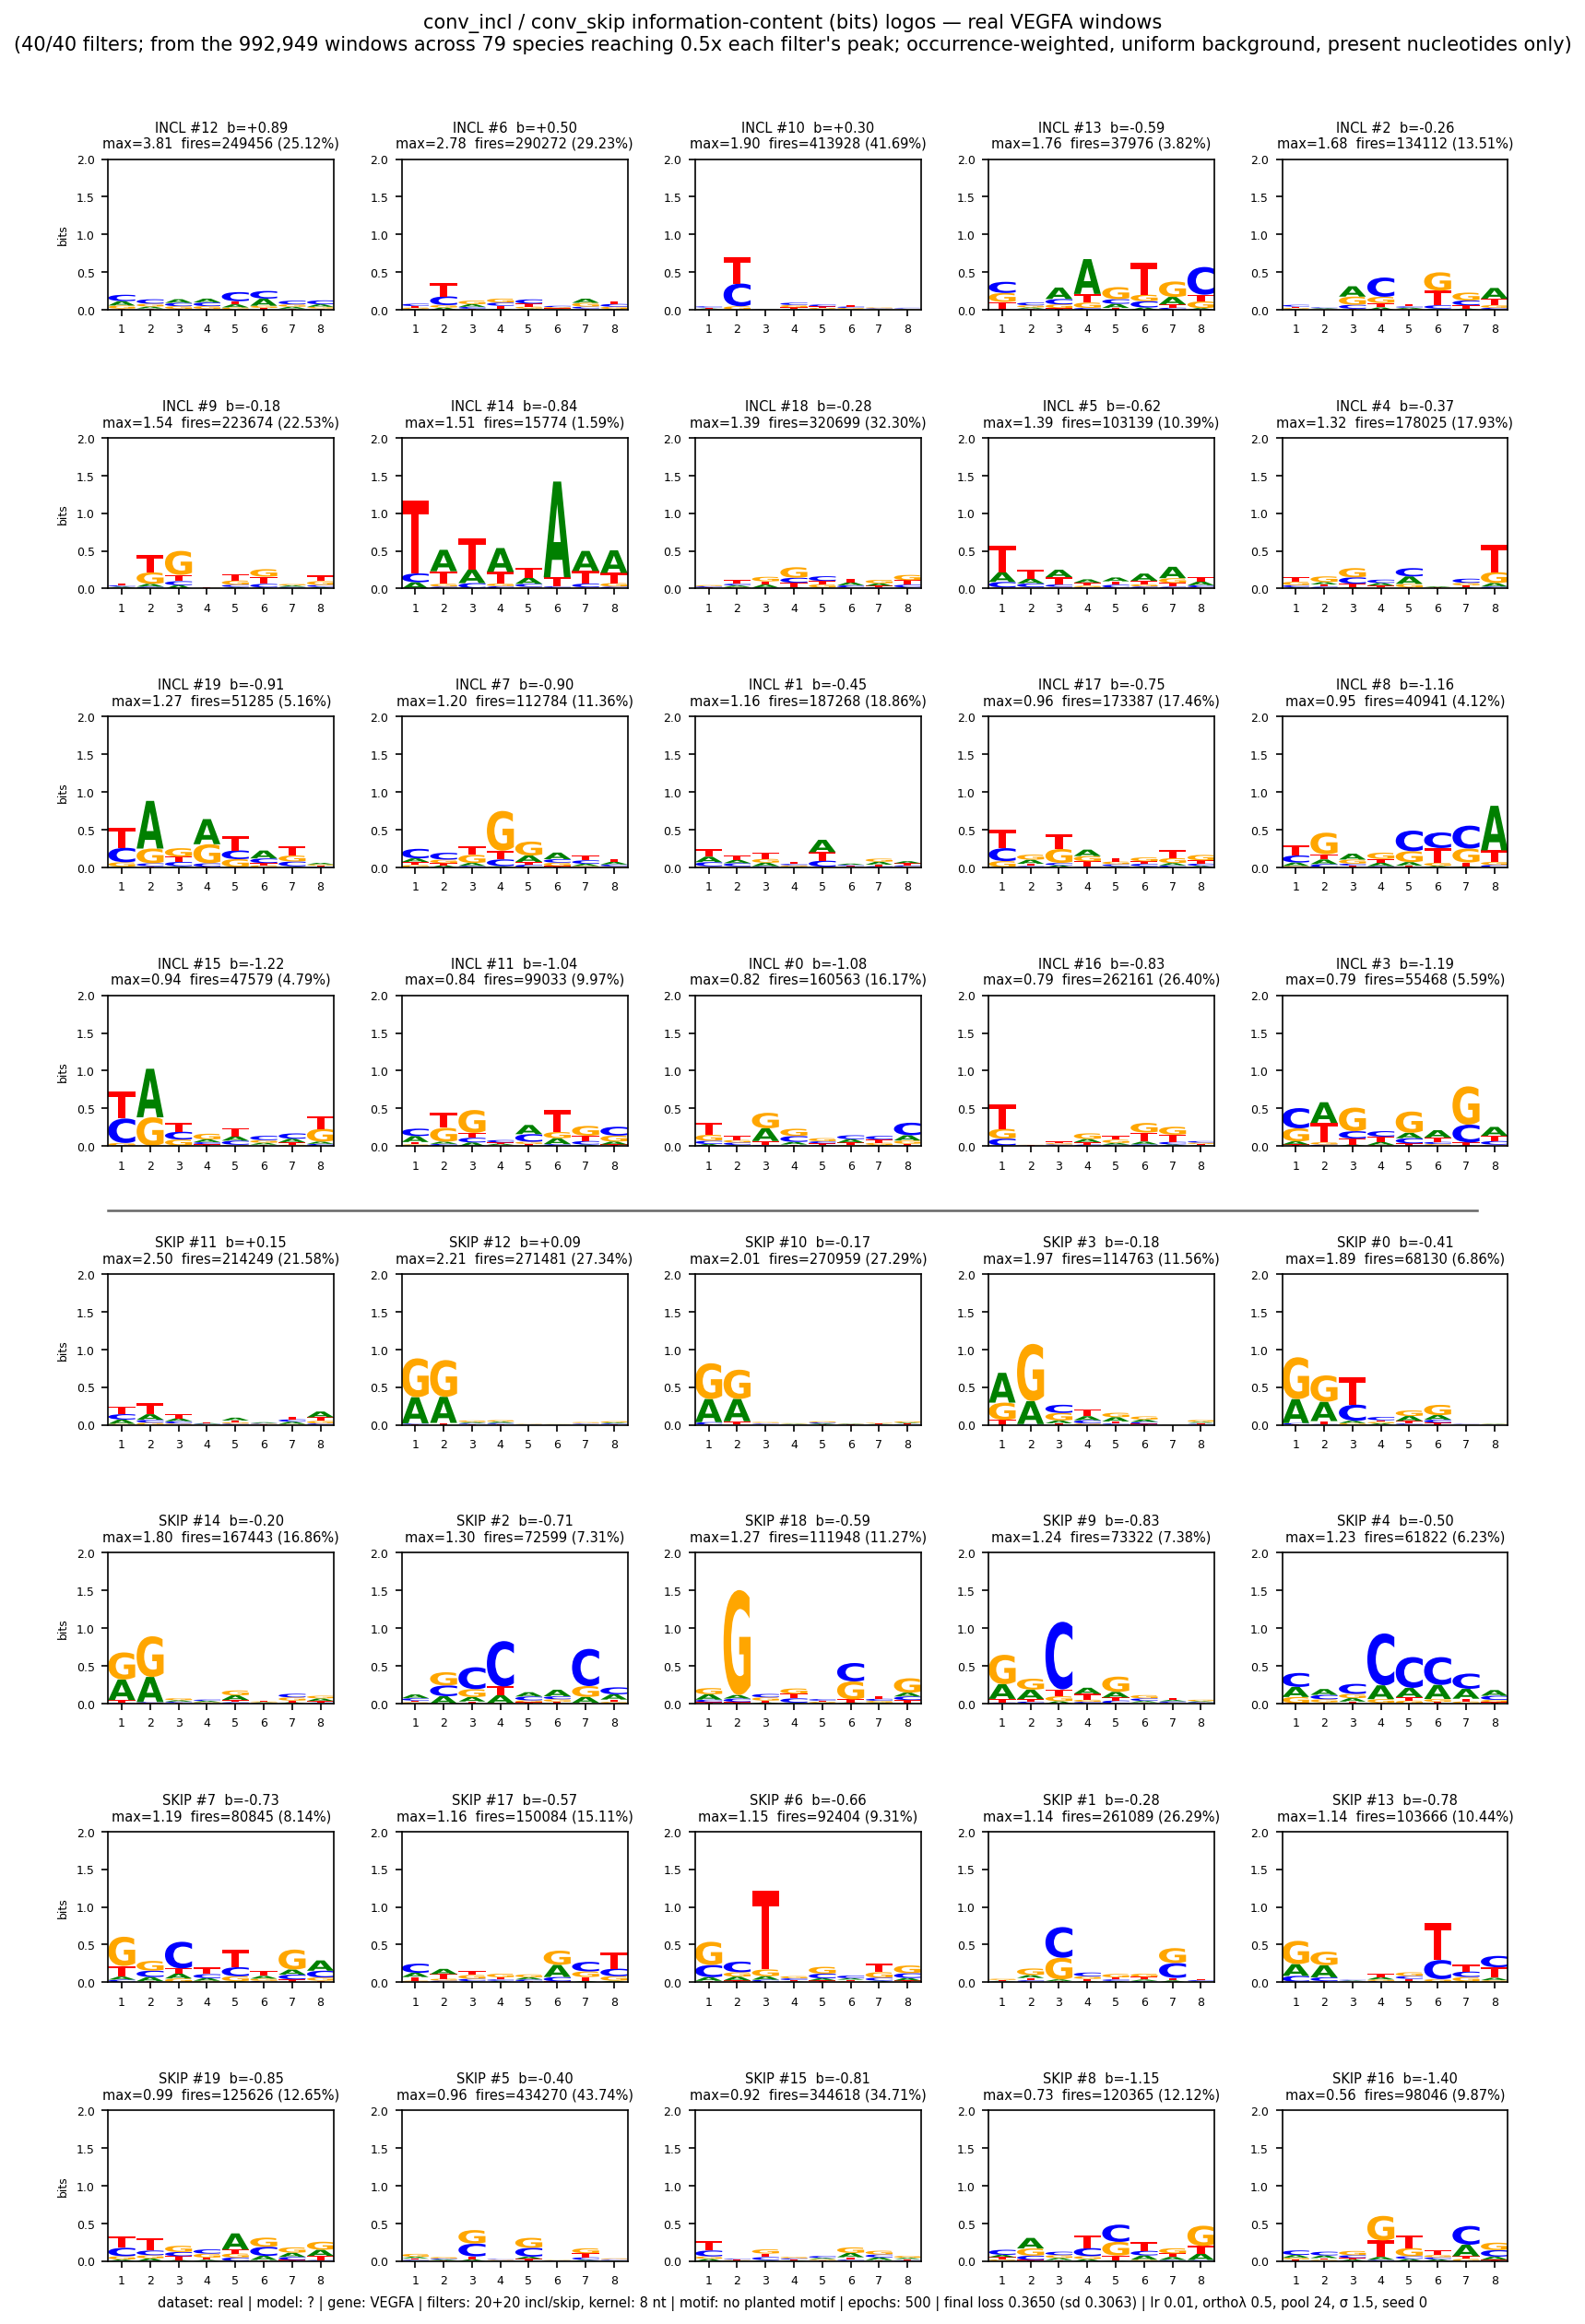 conv_incl / conv_skip information-content (bits) logos — real VEGFA windows
(40/40 filters; from the 992,949 windows across 79 species reaching 0.5x each filter's peak; occurrence-weighted, uniform background, present nucleotides only)
INCL #12 b=+0.89
max=3.81 fires=249456 (25.12%)
INCL #6 b=+0.50
max=2.78 fires=290272 (29.23%)
INCL #10 b=+0.30
max=1.90 fires=413928 (41.69%)
INCL #13 b=-0.59
max=1.76 fires=37976 (3.82%)
INCL #2 b=-0.26
max=1.68 fires=134112 (13.51%)
INCL #9 b=-0.18
max=1.54 fires=223674 (22.53%)
INCL #14 b=-0.84
max=1.51 fires=15774 (1.59%)
INCL #18 b=-0.28
max=1.39 fires=320699 (32.30%)
INCL #5 b=-0.62
max=1.39 fires=103139 (10.39%)
INCL #4 b=-0.37
max=1.32 fires=178025 (17.93%)
INCL #19 b=-0.91
max=1.27 fires=51285 (5.16%)
INCL #7 b=-0.90
max=1.20 fires=112784 (11.36%)
INCL #1 b=-0.45
max=1.16 fires=187268 (18.86%)
INCL #17 b=-0.75
max=0.96 fires=173387 (17.46%)
INCL #8 b=-1.16
max=0.95 fires=40941 (4.12%)
INCL #15 b=-1.22
max=0.94 fires=47579 (4.79%)
INCL #11 b=-1.04
max=0.84 fires=99033 (9.97%)
INCL #0 b=-1.08
max=0.82 fires=160563 (16.17%)
INCL #16 b=-0.83
max=0.79 fires=262161 (26.40%)
INCL #3 b=-1.19
max=0.79 fires=55468 (5.59%)
SKIP #11 b=+0.15
max=2.50 fires=214249 (21.58%)
SKIP #12 b=+0.09
max=2.21 fires=271481 (27.34%)
SKIP #10 b=-0.17
max=2.01 fires=270959 (27.29%)
SKIP #3 b=-0.18
max=1.97 fires=114763 (11.56%)
SKIP #0 b=-0.41
max=1.89 fires=68130 (6.86%)
SKIP #14 b=-0.20
max=1.80 fires=167443 (16.86%)
SKIP #2 b=-0.71
max=1.30 fires=72599 (7.31%)
SKIP #18 b=-0.59
max=1.27 fires=111948 (11.27%)
SKIP #9 b=-0.83
max=1.24 fires=73322 (7.38%)
SKIP #4 b=-0.50
max=1.23 fires=61822 (6.23%)
SKIP #7 b=-0.73
max=1.19 fires=80845 (8.14%)
SKIP #17 b=-0.57
max=1.16 fires=150084 (15.11%)
SKIP #6 b=-0.66
max=1.15 fires=92404 (9.31%)
SKIP #1 b=-0.28
max=1.14 fires=261089 (26.29%)
SKIP #13 b=-0.78
max=1.14 fires=103666 (10.44%)
SKIP #19 b=-0.85
max=0.99 fires=125626 (12.65%)
SKIP #5 b=-0.40
max=0.96 fires=434270 (43.74%)
SKIP #15 b=-0.81
max=0.92 fires=344618 (34.71%)
SKIP #8 b=-1.15
max=0.73 fires=120365 (12.12%)
SKIP #16 b=-1.40
max=0.56 fires=98046 (9.87%)
bits
2.0
1.5
1.0
0.5
0.0
1 2 3 4 5 6 7 8
dataset: real | model: ? | gene: VEGFA | filters: 20+20 incl/skip, kernel: 8 nt | motif: no planted motif | epochs: 500 | final loss 0.3650 (sd 0.3063) | lr 0.01, orthoλ 0.5, pool 24, σ 1.5, seed 0